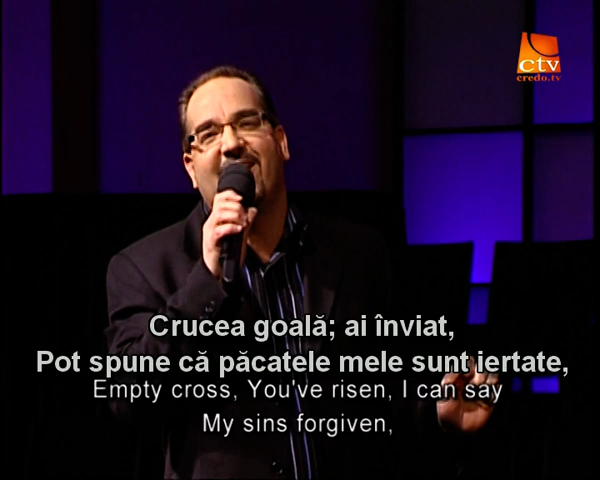 ctv
credo.tv
Crucea goală; ai înviat,
Pot spune că păcatele mele sunt iertate,
Empty cross, You've risen, I can say
My sins forgiven,